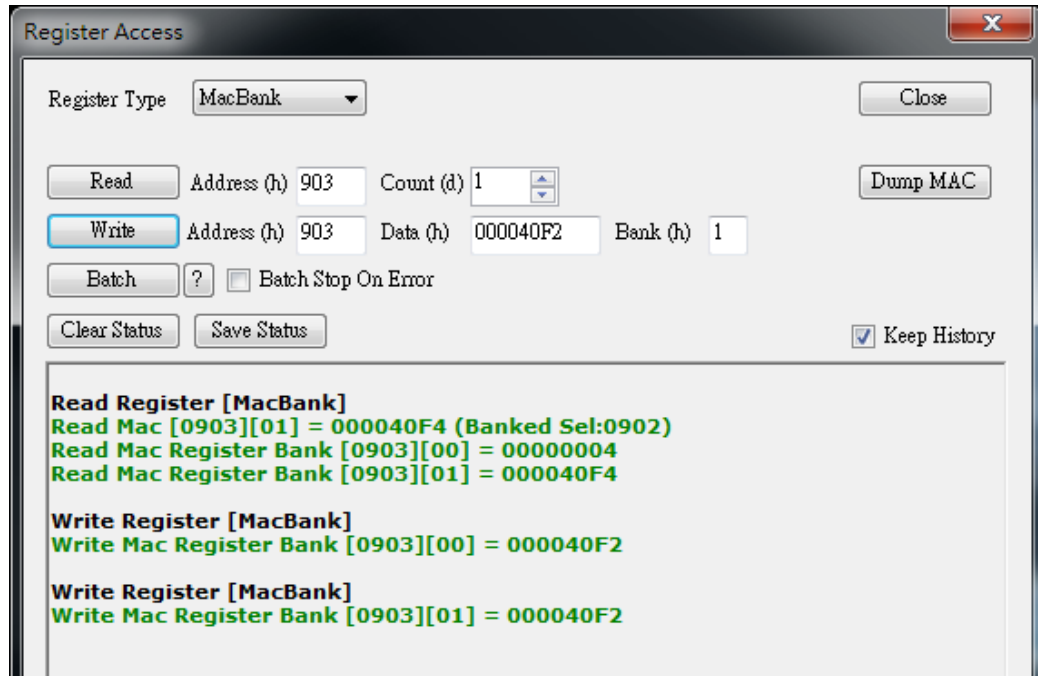 Register Access
Register Type MacBank Close
Read Address (h) 903 Count (d) 1 Dump MAC
Write Address (h) 903 Data (h) 000040F2 Bank (h) 1
Batch ? Batch Stop On Error
Clear Status Save Status Keep History
Read Register [MacBank]
Read Mac [0903][01] = 000040F4 (Banked Sel:0902)
Read Mac Register Bank [0903][00] = 00000004
Read Mac Register Bank [0903][01] = 000040F4
Write Register [MacBank]
Write Mac Register Bank [0903][00] = 000040F2
Write Register [MacBank]
Write Mac Register Bank [0903][01] = 000040F2